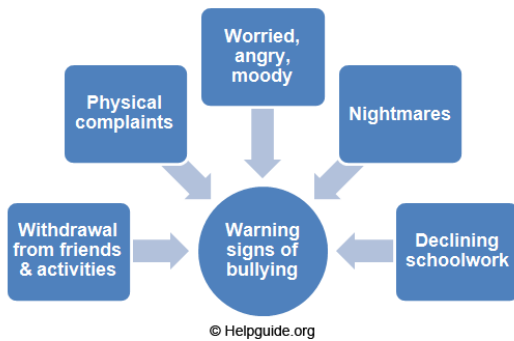 Worried,
angry,
moody
Physical
complaints
Nightmares
Withdrawal
from friends
& activities
Warning
signs of
bullying
Declining
schoolwork
© Helpguide.org